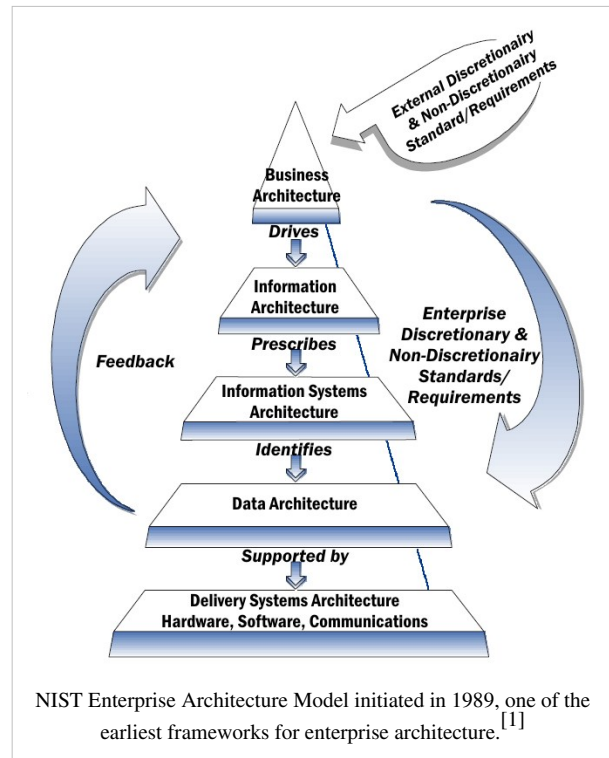 External Discretionairy
& Non-Discretionairy
Standard/Requirements
Business
Architecture
Drives
Information
Architecture
Prescribes
Information Systems
Architecture
Identifies
Data Architecture
Supported by
Delivery Systems Architecture
Hardware, Software, Communications
Feedback
Enterprise
Discretionary &
Non-Discretionairy
Standards/
Requirements
NIST Enterprise Architecture Model initiated in 1989, one of the
earliest frameworks for enterprise architecture.[1]